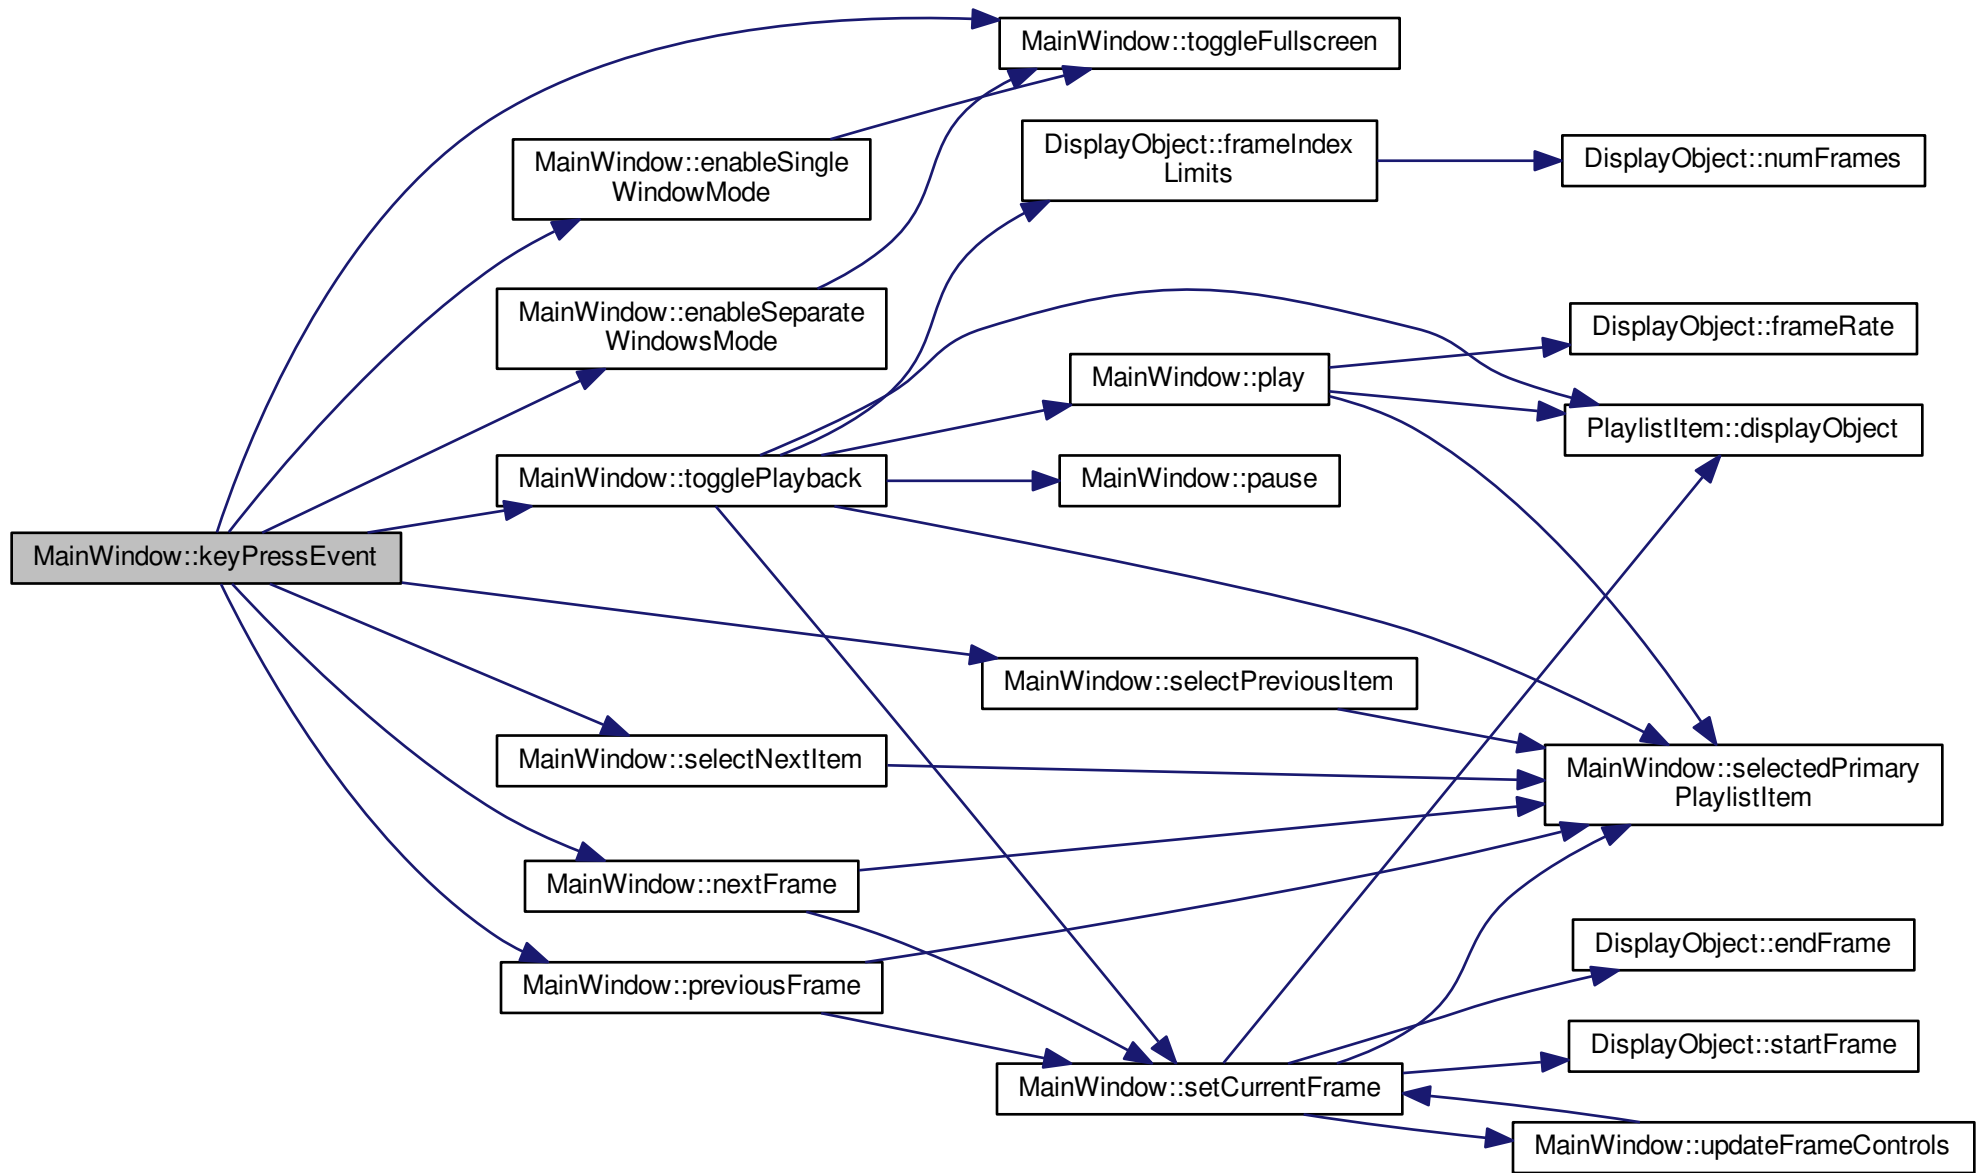 MainWindow::toggleFullscreen
MainWindow::enableSingle
WindowMode
DisplayObject::frameIndex
Limits
DisplayObject::numFrames
MainWindow::enableSeparate
WindowsMode
DisplayObject::frameRate
MainWindow::play
PlaylistItem::displayObject
MainWindow::togglePlayback
MainWindow::pause
MainWindow::keyPressEvent
MainWindow::selectPreviousItem
MainWindow::selectNextItem
MainWindow::selectedPrimary
PlaylistItem
MainWindow::nextFrame
DisplayObject::endFrame
MainWindow::previousFrame
DisplayObject::startFrame
MainWindow::setCurrentFrame
MainWindow::updateFrameControls